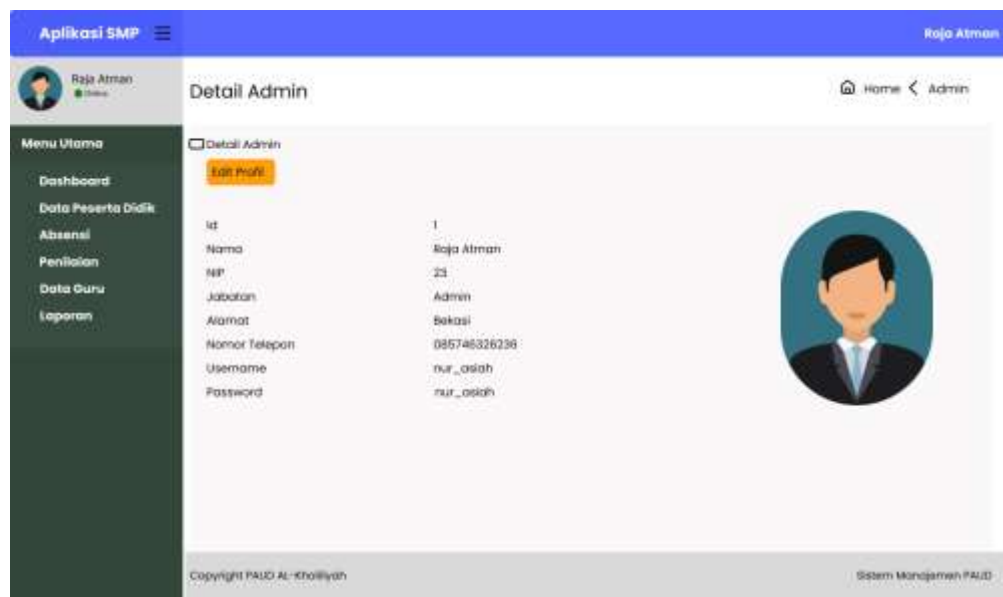 Aplikasi SMP
Raja Atman
Raja Atman
Online
Detail Admin
Home Admin
Menu Utama
Dashboard
Data Peserta Didik
Absensi
Penilaian
Data Guru
Laporan
Detail Admin
Edit Profil
Id 1
Nama Raja Atman
NIP 23
Jabatan Admin
Alamat Bekasi
Nomor Telepon 085746326236
Username nur_asiah
Password nur_asiah
Copyright PAUD AL-Kholiliyah
Sistem Manajemen PAUD